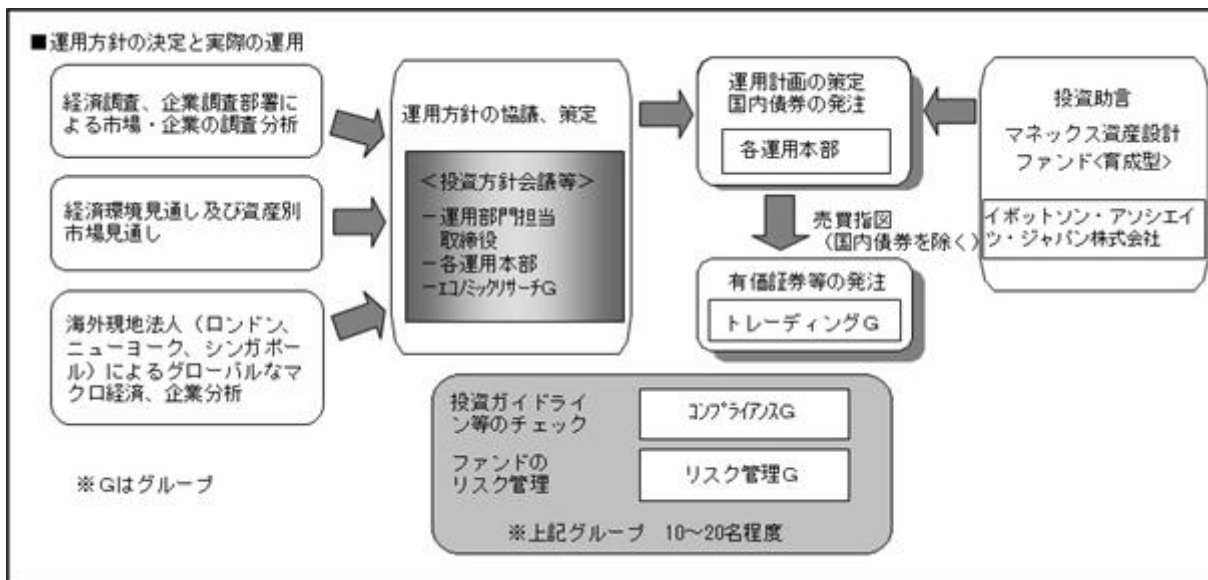 ■運用方針の決定と実際の運用
経済調査、企業調査部署に
よる市場・企業の調査分析
経済環境見通し及び資産別
市場見通し
海外現地法人（ロンドン、
ニューヨーク、シンガポー
ル）によるグローバルなマ
クロ経済、企業分析
※Gはグループ
運用方針の協議、策定
＜投資方針会議等＞
－運用部門担当
取締役
－各運用本部
－ｴｺﾉﾐｯｸﾘｻｰﾁG
運用計画の策定
国内債券の発注
各運用本部
売買指図
（国内債券を除く）
有価証券等の発注
トレーディングG
投資助言
マネックス資産設計
ファンド<育成型>
イボットソン・アソシエイ
ツ・ジャパン株式会社
投資ガイドライ
ン等のチェック
ｺﾝﾌﾟﾗｲｱﾝｽG
ファンドの
リスク管理
リスク管理G
※上記グループ　10～20名程度